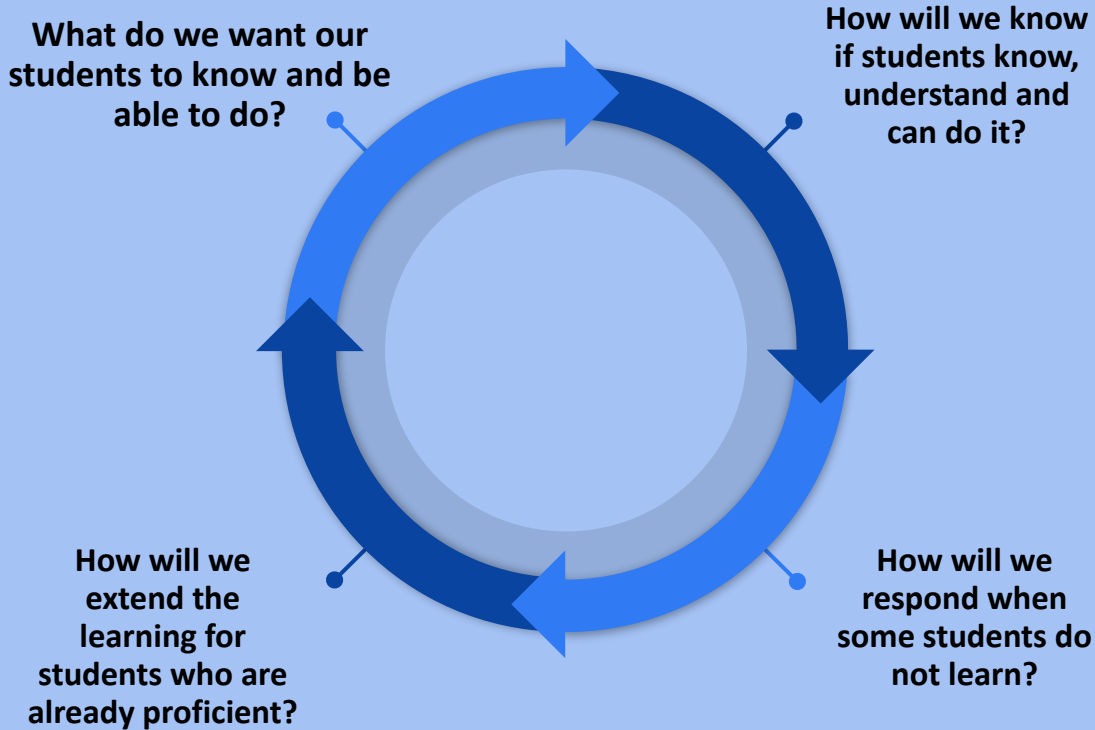 What do we want our
students to know and be
able to do?
How will we know
if students know,
understand and
can do it?
How will we
extend the
learning for
students who are
already proficient?
How will we
respond when
some students do
not learn?